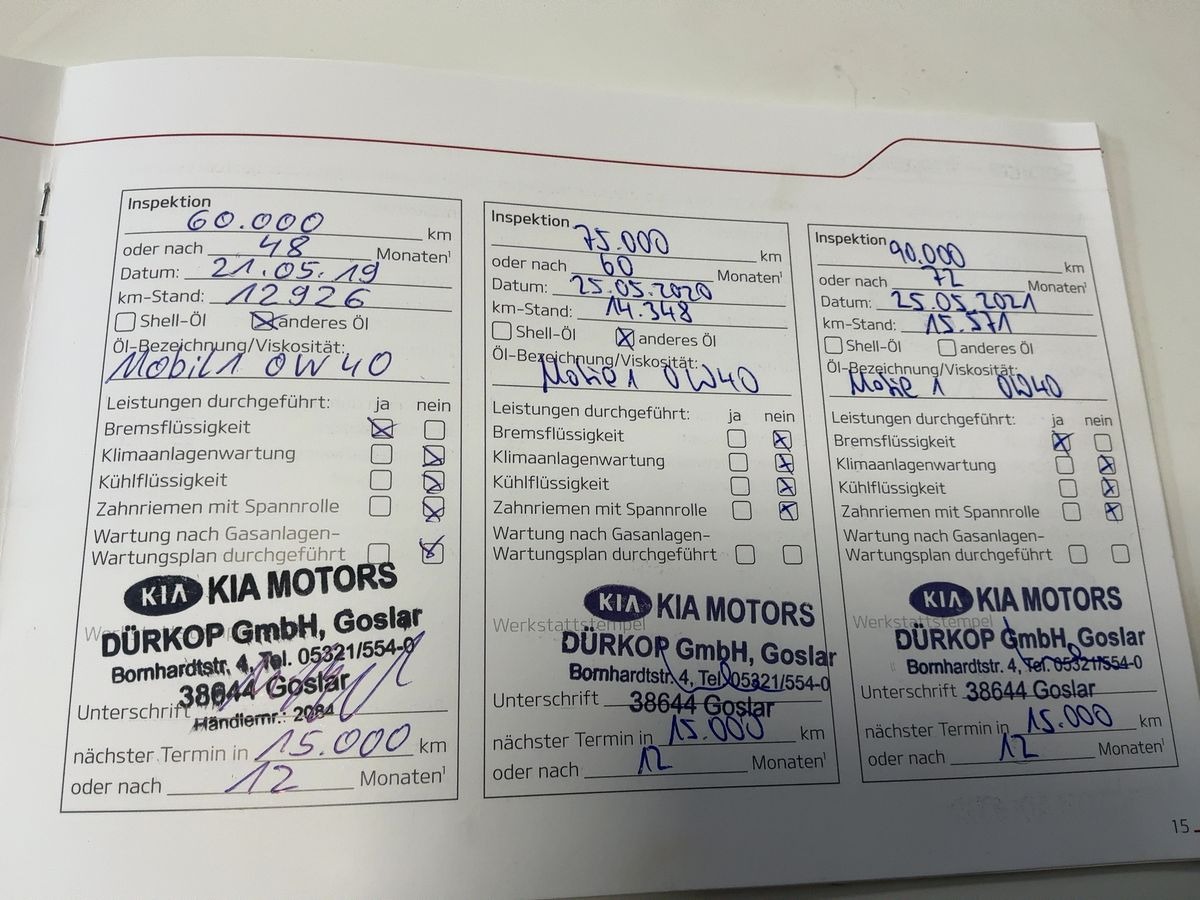 Inspektion
60.000 km
oder nach 48 Monaten¹
Datum: 21.05.19
km-Stand: 12926
Shell-Öl anderes Öl
Öl-Bezeichnung/Viskosität:
Mobil 1 0W40
Leistungen durchgeführt: ja nein
Bremsflüssigkeit
Klimaanlagenwartung
Kühlflüssigkeit
Zahnriemen mit Spannrolle
Wartung nach Gasanlagen-
Wartungsplan durchgeführt
KIA KIA MOTORS
DÜRKOP GmbH, Goslar
Bornhardtstr. 4, Tel. 05321/554-0
38644 Goslar
Unterschrift
Händlernr.: 2084
nächster Termin in 15.000 km
oder nach 12 Monaten¹
Inspektion
75.000 km
oder nach 60 Monaten¹
Datum: 25.05.2020
km-Stand: 14.348
Shell-Öl anderes Öl
Öl-Bezeichnung/Viskosität:
Mobil 1 0W40
Leistungen durchgeführt: ja nein
Bremsflüssigkeit
Klimaanlagenwartung
Kühlflüssigkeit
Zahnriemen mit Spannrolle
Wartung nach Gasanlagen-
Wartungsplan durchgeführt
KIA KIA MOTORS
Werkstattstempel
DÜRKOP GmbH, Goslar
Bornhardtstr. 4, Tel. 05321/554-0
Unterschrift 38644 Goslar
nächster Termin in 15.000 km
oder nach 12 Monaten¹
Inspektion
90.000 km
oder nach 72 Monaten¹
Datum: 25.05.2021
km-Stand: 15.571
Shell-Öl anderes Öl
Öl-Bezeichnung/Viskosität:
Mobil 1 0W40
Leistungen durchgeführt: ja nein
Bremsflüssigkeit
Klimaanlagenwartung
Kühlflüssigkeit
Zahnriemen mit Spannrolle
Wartung nach Gasanlagen-
Wartungsplan durchgeführt
KIA KIA MOTORS
Werkstattstempel
DÜRKOP GmbH, Goslar
Bornhardtstr. 4, Tel. 05321/554-0
Unterschrift 38644 Goslar
nächster Termin in 15.000 km
oder nach 12 Monaten¹
15